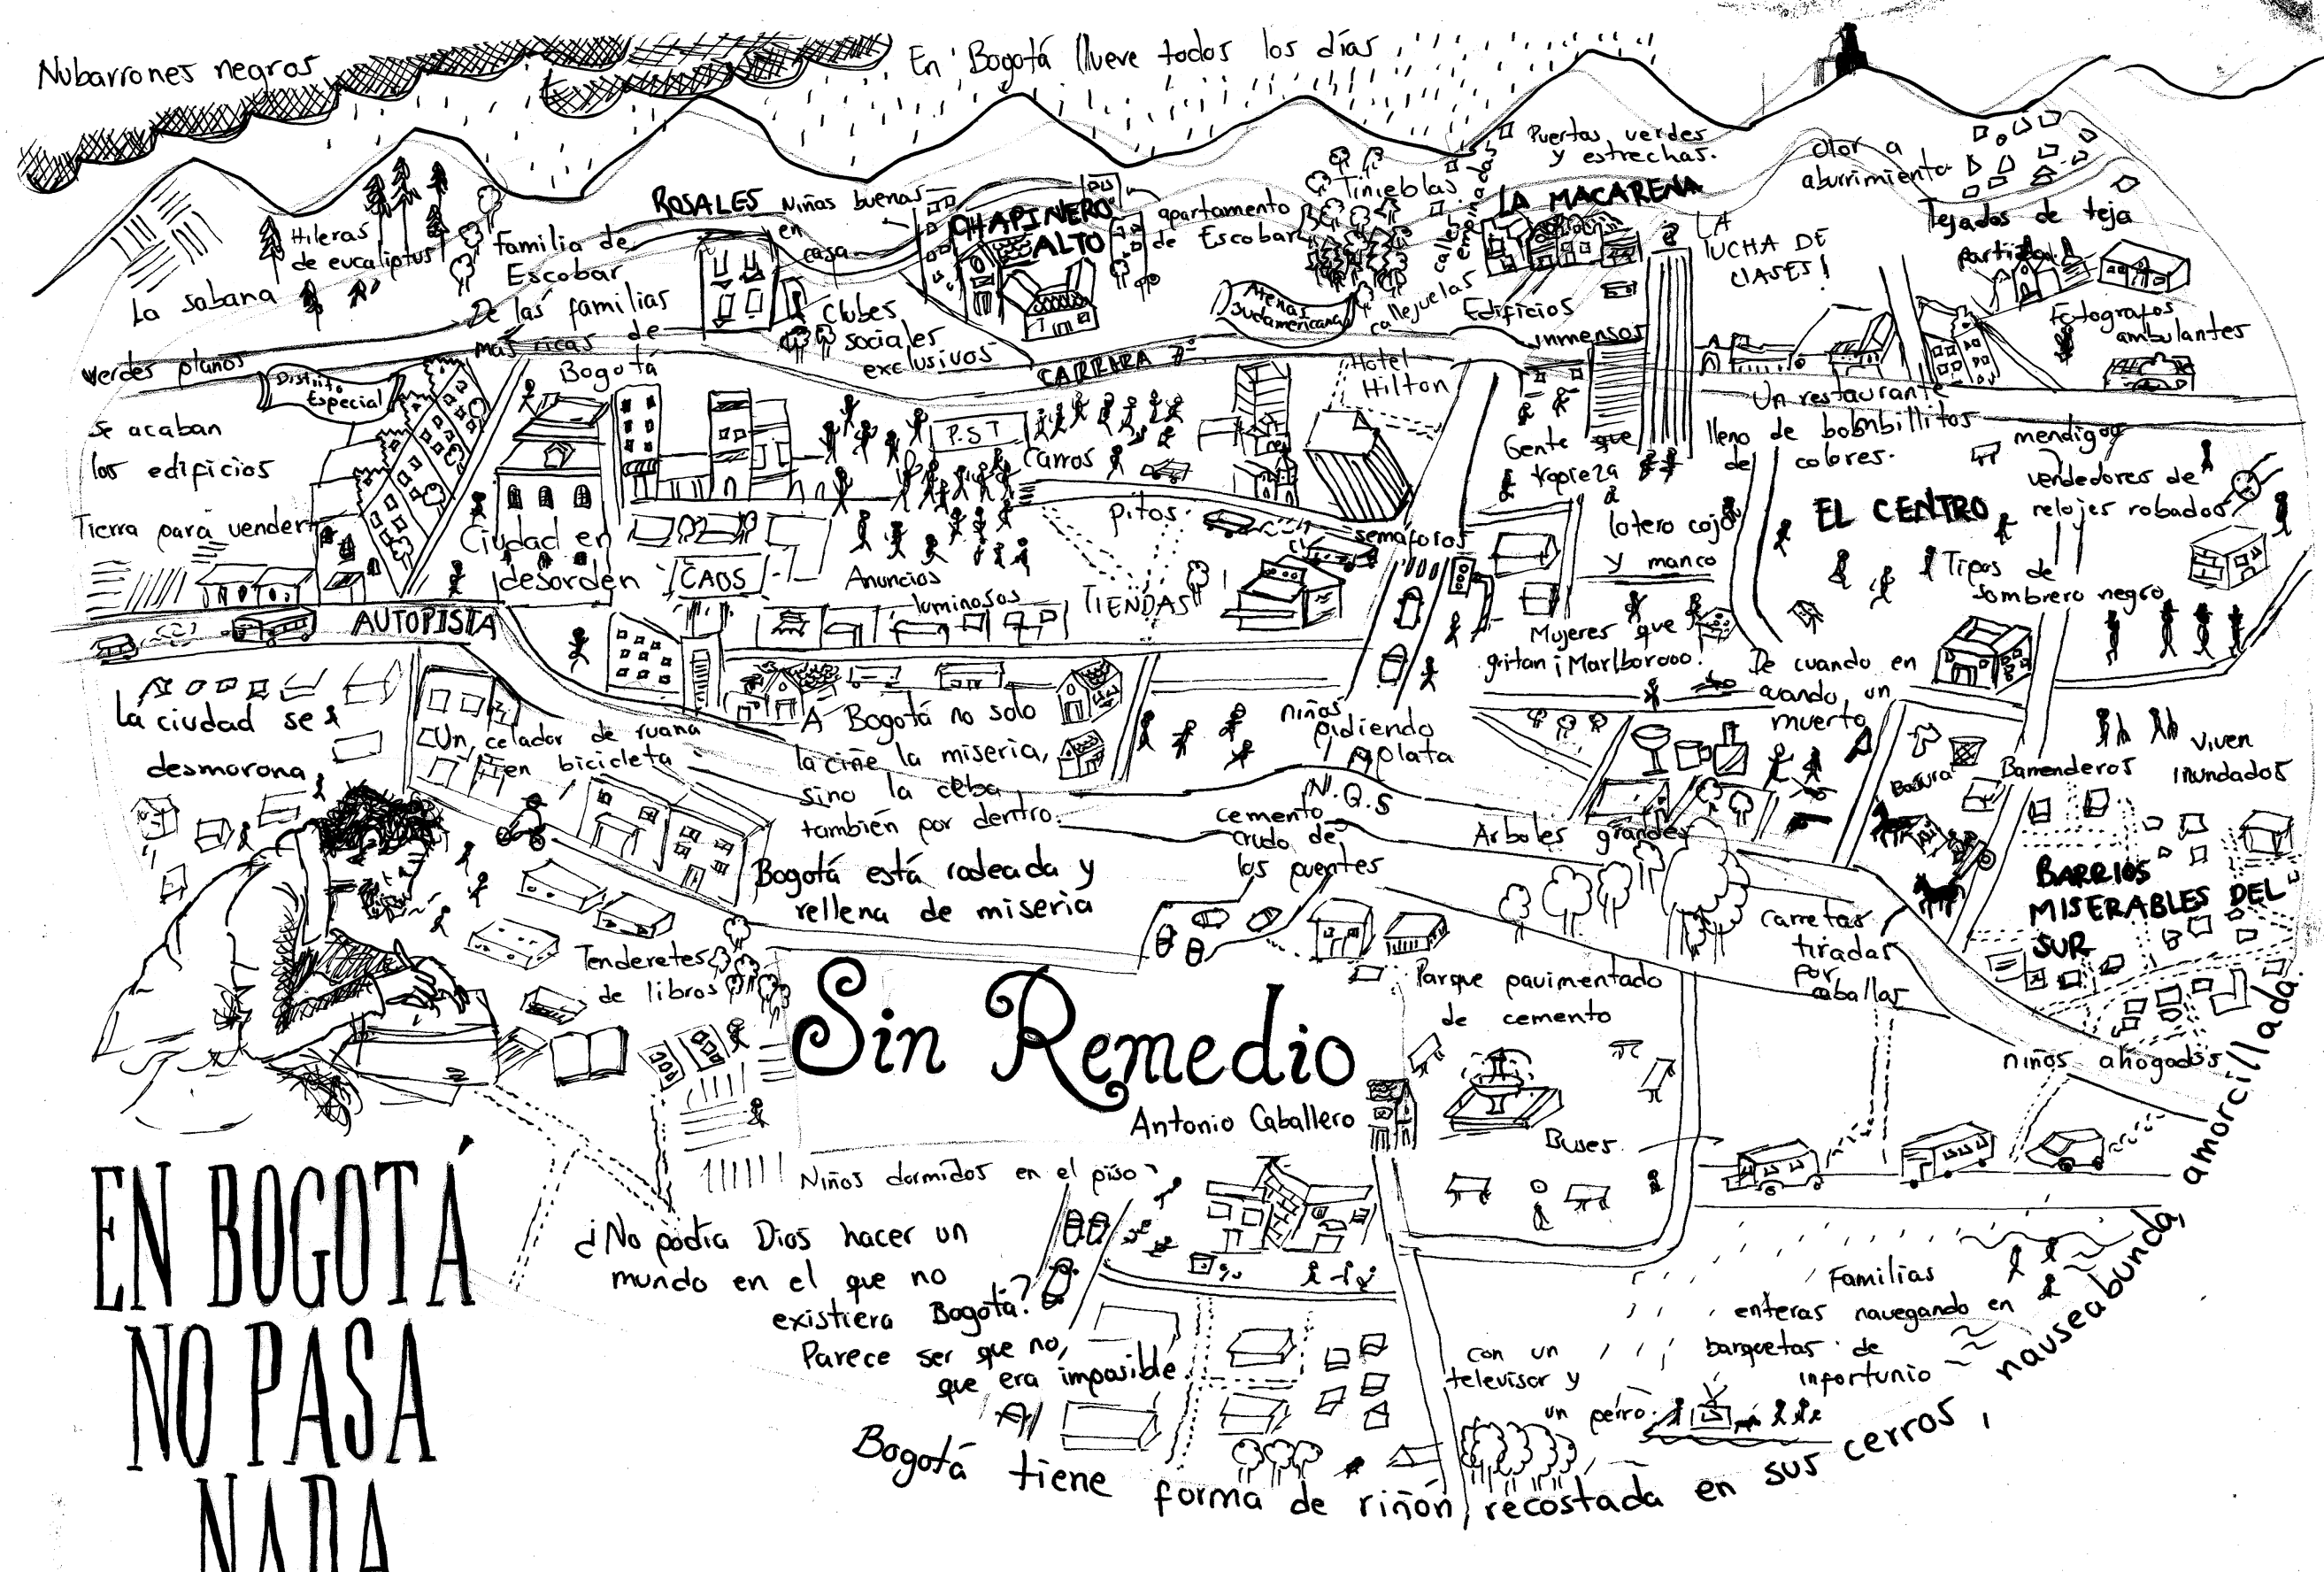 Nubarrones negros
En Bogotá llueve todos los días
Puertas verdes
y estrechas.
Olor a
aburrimiento
Tejados de teja
partida
Hileras
de eucaliptus
La sabana
Familia de
Escobar
De las familias
más ricas de
Bogotá
ROSALES
Niñas buenas
en
casa
CHAPINERO
ALTO
apartamento
de Escobar
Tinieblas
calles
empinadas
LA MACARENA
LA
LUCHA DE
CLASES!
Clubes
sociales
exclusivos
Atenas
Sudamericana
callejuelas
Edificios
inmensos
Fotógrafos
ambulantes
Verdes planos
Distrito
Especial
CARRERA 7ª
Hotel
Hilton
Un restaurante
lleno de bombillitos
de colores.
Se acaban
los edificios
P.S.T
Carros
Gente que
tropieza
mendigos
vendedores de
relojes robados
Tierra para vender
Ciudad en
desorden
CAOS
Anuncios
luminosos
pitos
TIENDAS
semáforos
lotero cojo
y manco
EL CENTRO
Tipos de
sombrero negro
AUTOPISTA
Mujeres que
gritan ¡Marlborooo!
De cuando en
cuando, un
muerto
La ciudad se
desmorona
Un celador de ruana
en bicicleta
A Bogotá no solo
la ciñe la miseria,
sino la ceba
también por dentro.
niños
pidiendo
plata
Basura
Barrenderos
Viven
inundados
N.Q.S
cemento
crudo de
los puentes
Arboles grandes
Bogotá está rodeada y
rellena de miseria
BARRIOS
MISERABLES DEL
SUR
carretas
tiradas
por
caballos
Tenderetes
de libros
Sin Remedio
Antonio Caballero
Parque pavimentado
de cemento
niños ahogados
Buses
Niños dormidos en el piso
EN BOGOTÁ
NO PASA
NADA
¿No podía Dios hacer un
mundo en el que no
existiera Bogotá?
Parece ser que no,
que era imposible
Familias
enteras navegando en
barquetas de
infortunio
con un
televisor y
un perro.
Bogotá tiene forma de riñón, recostada en sus cerros, nauseabunda, amorcillada.